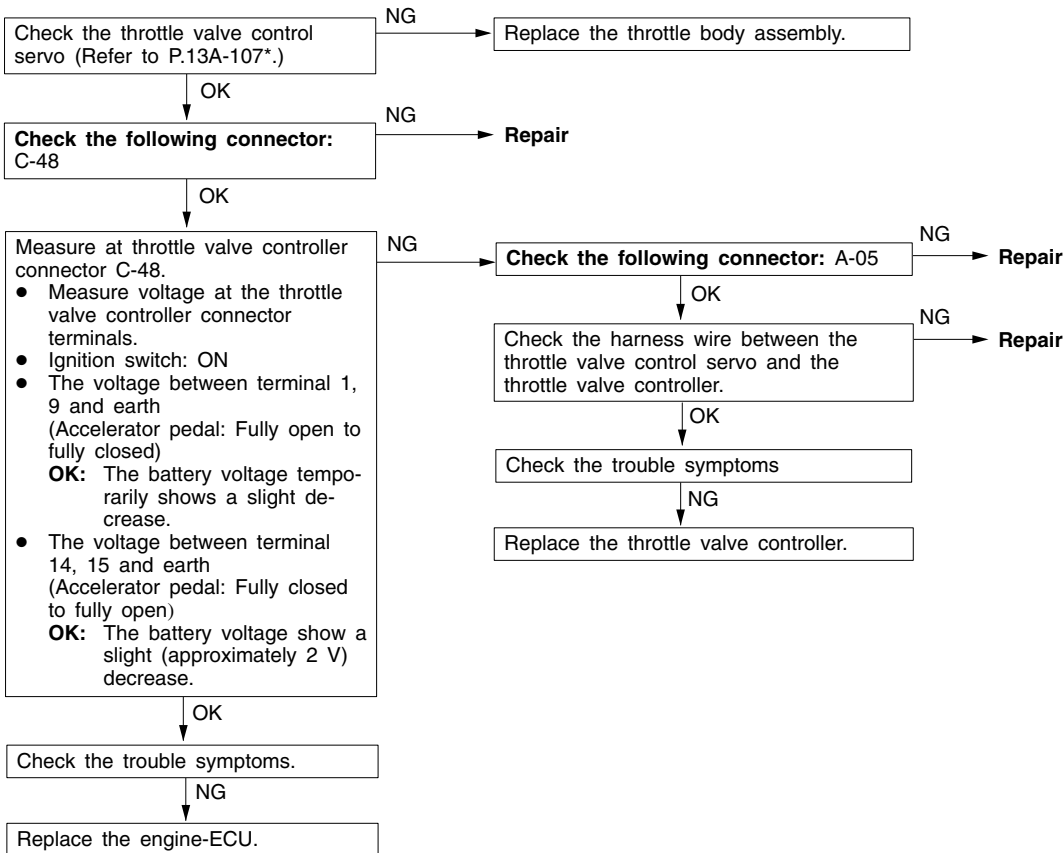 Check the throttle valve control
servo (Refer to P.13A-107*.)
NG
Replace the throttle body assembly.
OK
Check the following connector:
C-48
NG
Repair
OK
Measure at throttle valve controller
connector C-48.
● Measure voltage at the throttle
valve controller connector
terminals.
● Ignition switch: ON
● The voltage between terminal 1,
9 and earth
(Accelerator pedal: Fully open to
fully closed)
OK: The battery voltage tempo-
rarily shows a slight de-
crease.
● The voltage between terminal
14, 15 and earth
(Accelerator pedal: Fully closed
to fully open)
OK: The battery voltage show a
slight (approximately 2 V)
decrease.
NG
Check the following connector: A-05
NG
Repair
OK
Check the harness wire between the
throttle valve control servo and the
throttle valve controller.
NG
Repair
OK
Check the trouble symptoms
NG
Replace the throttle valve controller.
OK
Check the trouble symptoms.
NG
Replace the engine-ECU.